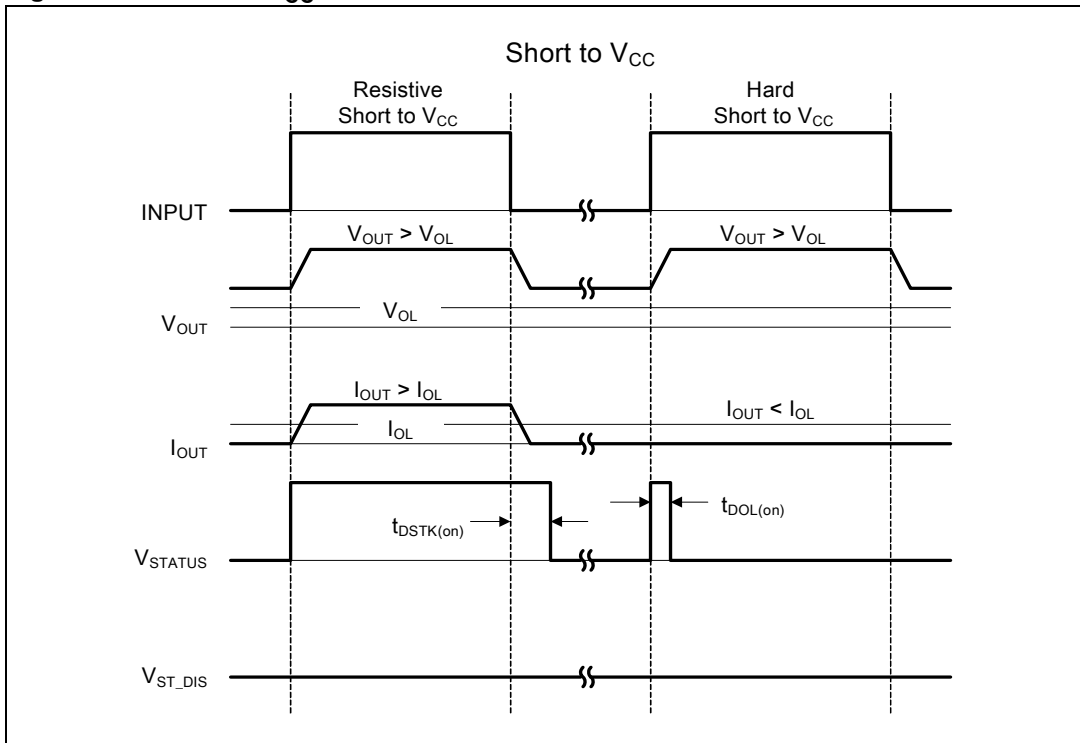 Short to VCC
Resistive
Short to VCC
Hard
Short to VCC
INPUT
VOUT > VOL
VOUT > VOL
VOL
VOUT
IOUT > IOL
IOUT < IOL
IOL
IOUT
tDSTK(on)
tDOL(on)
VSTATUS
VST_DIS